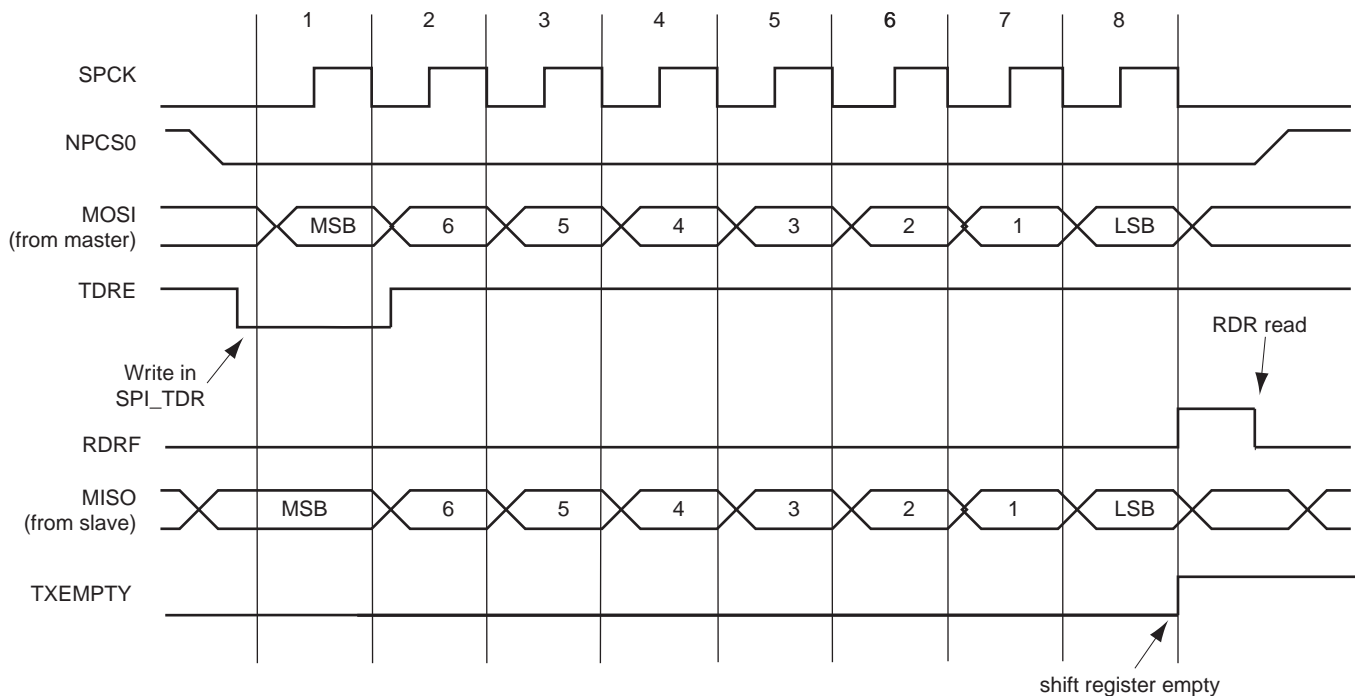 1 2 3 4 5 6 7 8
SPCK
NPCS0
MOSI
(from master)
MSB 6 5 4 3 2 1 LSB
TDRE
RDR read
Write in
SPI_TDR
RDRF
MISO
(from slave)
MSB 6 5 4 3 2 1 LSB
TXEMPTY
shift register empty